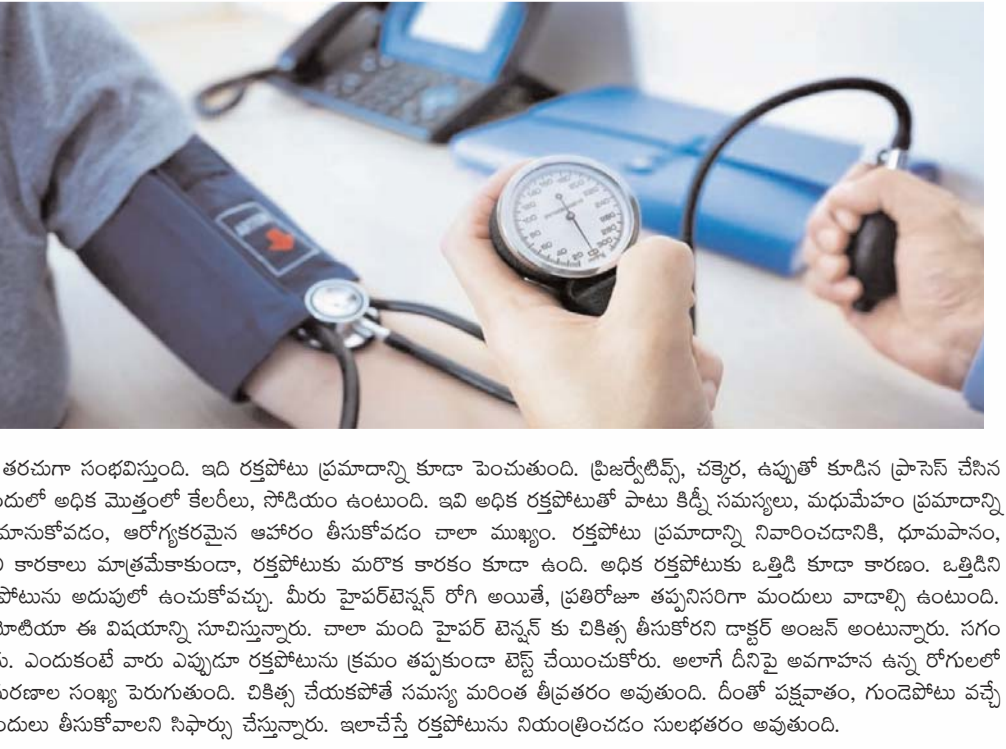 తరచుగా సంభవిస్తుంది. ఇది రక్తపోటు ప్రమాదాన్ని కూడా పెంచుతుంది. ప్రిజర్వేటివ్స్, చక్కెర, ఉప్పుతో కూడిన ప్రాసెస్ చేసిన
అధిక మొత్తంలో కేలరీలు, సోడియం ఉంటుంది. ఇవి అధిక రక్తపోటుతో పాటు కిడ్నీ సమస్యలు, మధుమేహం ప్రమాదాన్ని
మానుకోవడం, ఆరోగ్యకరమైన ఆహారం తీసుకోవడం చాలా ముఖ్యం. రక్తపోటు ప్రమాదాన్ని నివారించడానికి, ధూమపానం,
కారకాలు మాత్రమేకాకుండా, రక్తపోటుకు మరొక కారకం కూడా ఉంది. అధిక రక్తపోటుకు ఒత్తిడి కూడా కారణం. ఒత్తిడిని
పోటును అదుపులో ఉంచుకోవచ్చు. మీరు హైపర్‌టెన్షన్ రోగి అయితే, ప్రతిరోజూ తప్పనిసరిగా మందులు వాడాల్సి ఉంటుంది.
ఈ విషయాన్ని సూచిస్తున్నారు. చాలా మంది హైపర్ టెన్షన్ కు చికిత్స తీసుకోరని డాక్టర్ అంజన్ అంటున్నారు. సగం
ఎందుకంటే వారు ఎప్పుడూ రక్తపోటును క్రమం తప్పకుండా టెస్ట్ చేయించుకోరు. అలాగే దీనిపై అవగాహన ఉన్న రోగులలో
మరణాల సంఖ్య పెరుగుతుంది. చికిత్స చేయకపోతే సమస్య మరింత తీవ్రతరం అవుతుంది. దీంతో పక్షవాతం, గుండెపోటు వచ్చే
తీసుకోవాలని సిఫార్సు చేస్తున్నారు. ఇలాచేస్తే రక్తపోటును నియంత్రించడం సులభతరం అవుతుంది.